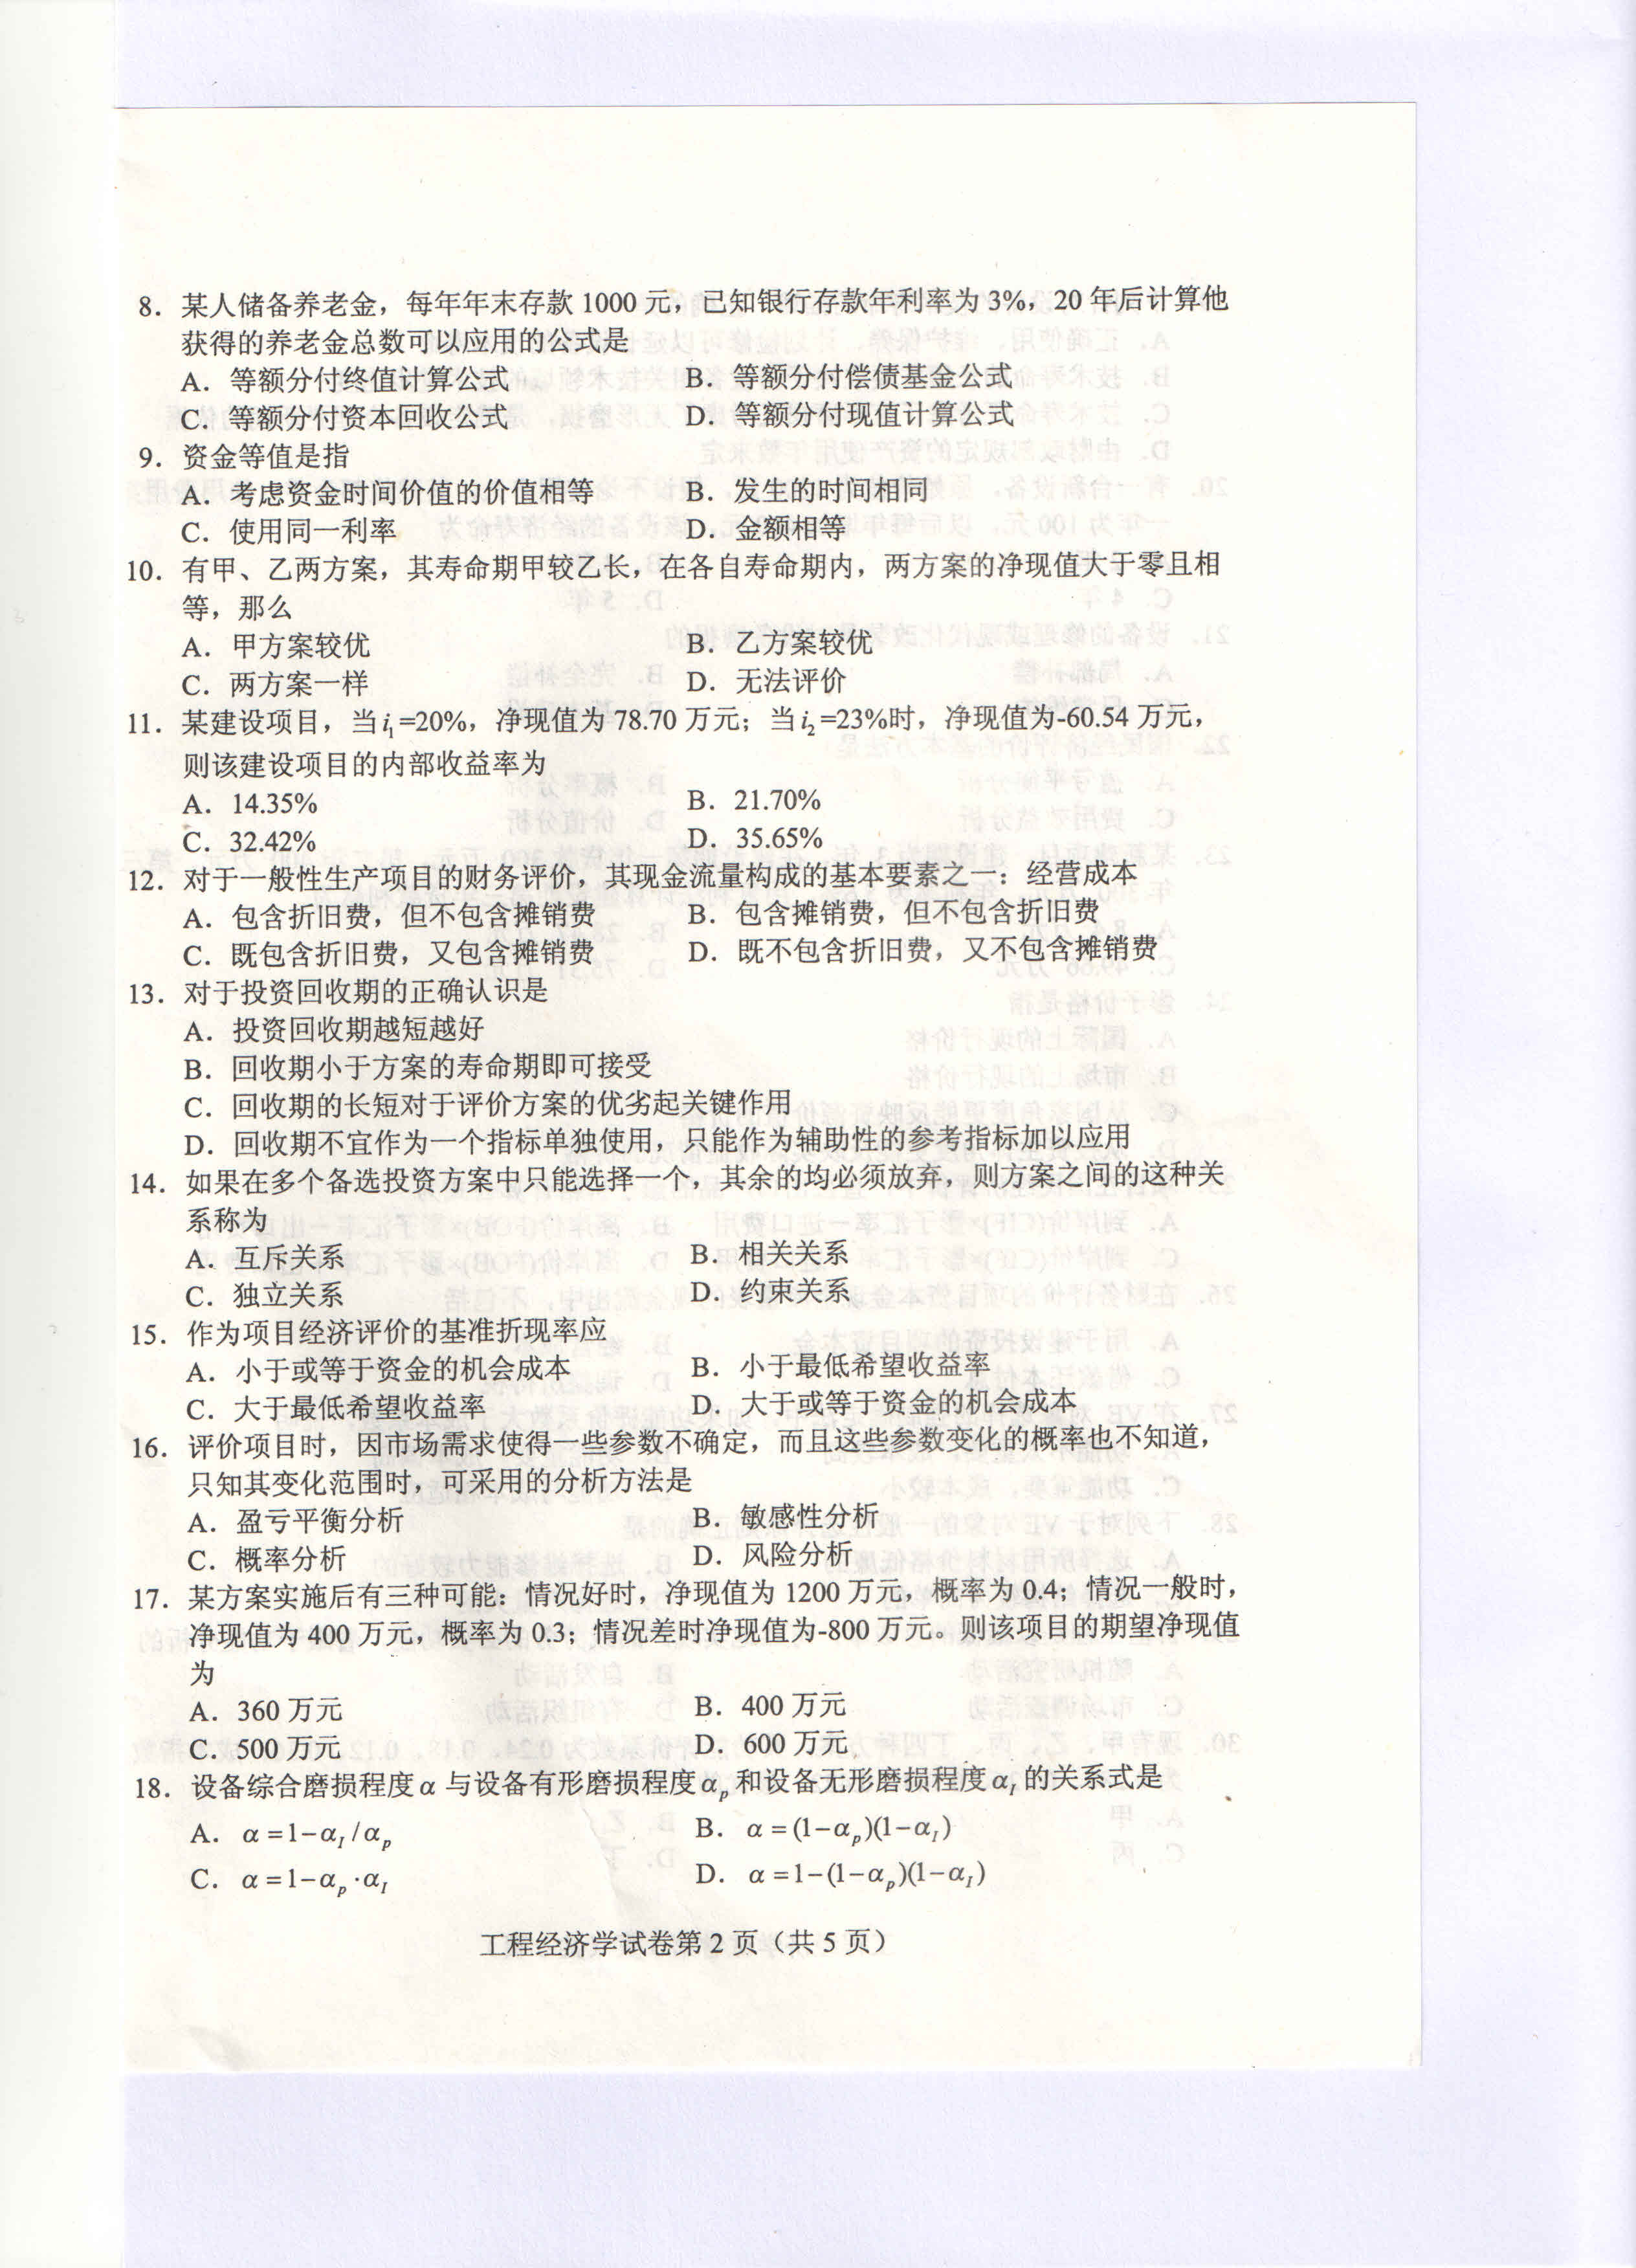 8．某人储备养老金，每年年末存款 1000 元，已知银行存款年利率为 3%，20 年后计算他
获得的养老金总数可以应用的公式是
A．等额分付终值计算公式 B．等额分付偿债基金公式
C．等额分付资本回收公式 D．等额分付现值计算公式
9．资金等值是指
A．考虑资金时间价值的价值相等 B．发生的时间相同
C．使用同一利率 D．金额相等
10．有甲、乙两方案，其寿命期甲较乙长，在各自寿命期内，两方案的净现值大于零且相
等，那么
A．甲方案较优 B．乙方案较优
C．两方案一样 D．无法评价
11．某建设项目，当 i₁=20%，净现值为 78.70 万元；当 i₂=23%时，净现值为-60.54 万元，
则该建设项目的内部收益率为
A．14.35% B．21.70%
C．32.42% D．35.65%
12．对于一般性生产项目的财务评价，其现金流量构成的基本要素之一：经营成本
A．包含折旧费，但不包含摊销费 B．包含摊销费，但不包含折旧费
C．既包含折旧费，又包含摊销费 D．既不包含折旧费，又不包含摊销费
13．对于投资回收期的正确认识是
A．投资回收期越短越好
B．回收期小于方案的寿命期即可接受
C．回收期的长短对于评价方案的优劣起关键作用
D．回收期不宜作为一个指标单独使用，只能作为辅助性的参考指标加以应用
14．如果在多个备选投资方案中只能选择一个，其余的均必须放弃，则方案之间的这种关
系称为
A．互斥关系 B．相关关系
C．独立关系 D．约束关系
15．作为项目经济评价的基准折现率应
A．小于或等于资金的机会成本 B．小于最低希望收益率
C．大于最低希望收益率 D．大于或等于资金的机会成本
16．评价项目时，因市场需求使得一些参数不确定，而且这些参数变化的概率也不知道，
只知其变化范围时，可采用的分析方法是
A．盈亏平衡分析 B．敏感性分析
C．概率分析 D．风险分析
17．某方案实施后有三种可能：情况好时，净现值为 1200 万元，概率为 0.4；情况一般时，
净现值为 400 万元，概率为 0.3；情况差时净现值为-800 万元。则该项目的期望净现值
为
A．360 万元 B．400 万元
C．500 万元 D．600 万元
18．设备综合磨损程度 α 与设备有形磨损程度 αₚ 和设备无形磨损程度 α_I 的关系式是
A．α=1−α_I/αₚ B．α=(1−αₚ)(1−α_I)
C．α=1−αₚ·α_I D．α=1−(1−αₚ)(1−α_I)
工程经济学试卷第 2 页（共 5 页）